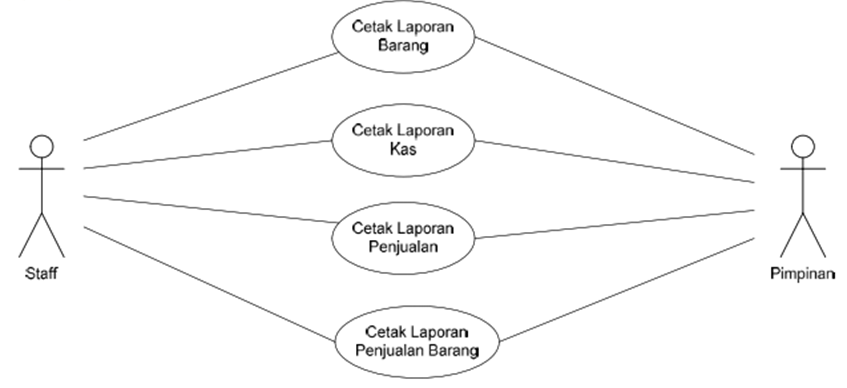 Cetak Laporan
Barang
Cetak Laporan
Kas
Cetak Laporan
Penjualan
Cetak Laporan
Penjualan Barang
Staff
Pimpinan